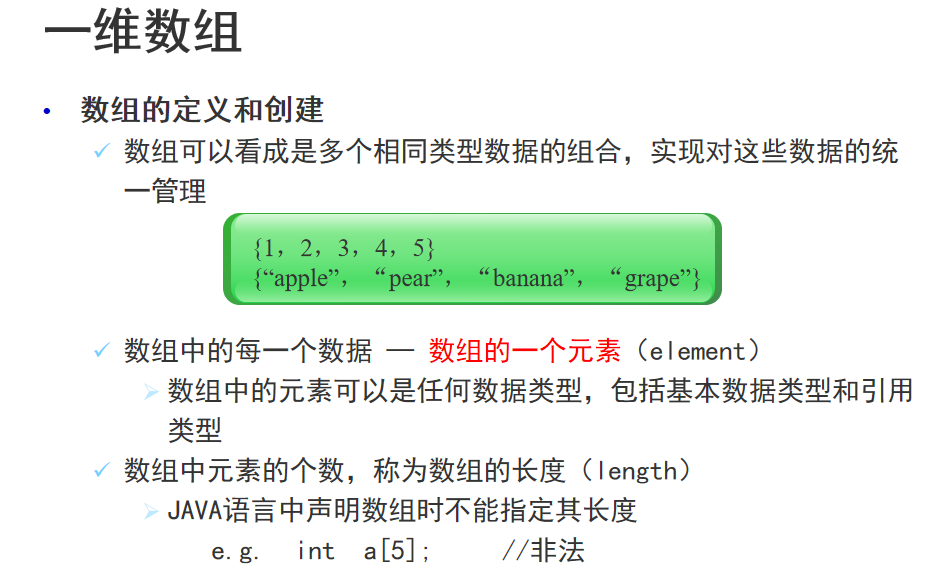 一维数组
• 数组的定义和创建
✓ 数组可以看成是多个相同类型数据的组合，实现对这些数据的统
一管理
{1，2，3，4，5}
{“apple”，“pear”，“banana”，“grape”}
✓ 数组中的每一个数据 — 数组的一个元素（element）
➢ 数组中的元素可以是任何数据类型，包括基本数据类型和引用
类型
✓ 数组中元素的个数，称为数组的长度（length）
➢ JAVA语言中声明数组时不能指定其长度
e.g. int a[5]; //非法